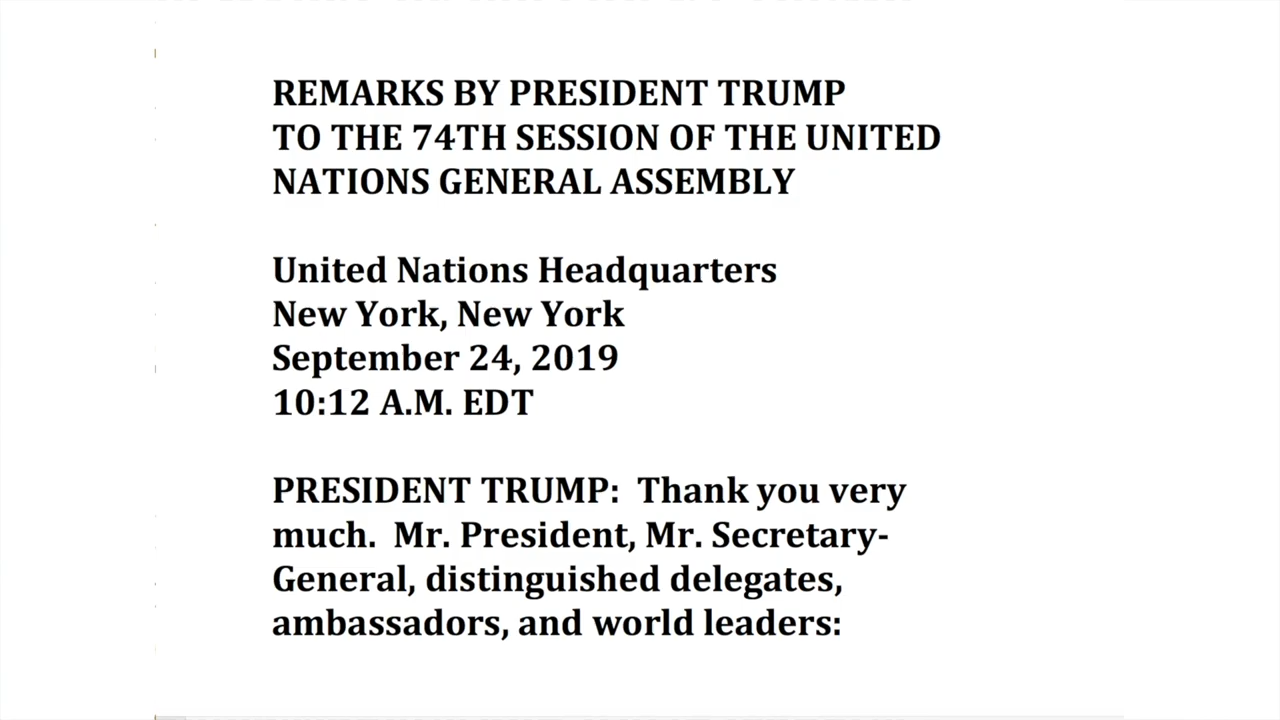 REMARKS BY PRESIDENT TRUMP
TO THE 74TH SESSION OF THE UNITED
NATIONS GENERAL ASSEMBLY
United Nations Headquarters
New York, New York
September 24, 2019
10:12 A.M. EDT
PRESIDENT TRUMP:  Thank you very
much.  Mr. President, Mr. Secretary-
General, distinguished delegates,
ambassadors, and world leaders: